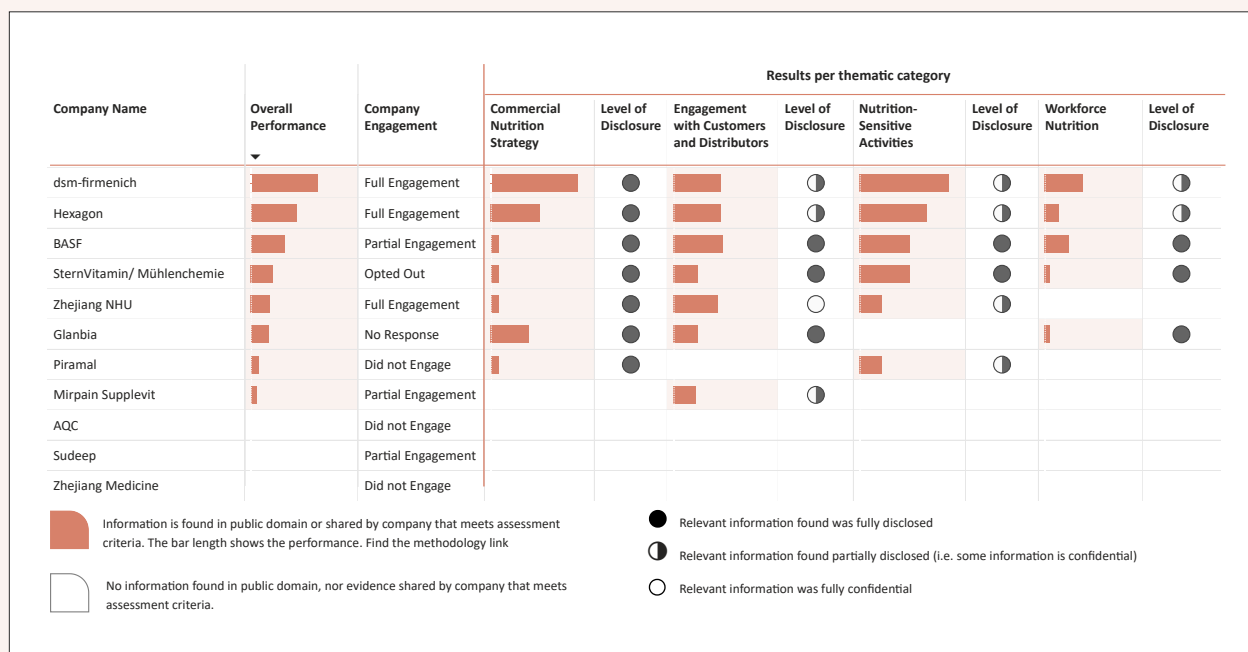 Results per thematic category
Company Name
Overall
Performance
Company
Engagement
Commercial
Nutrition
Strategy
Level of
Disclosure
Engagement
with Customers
and Distributors
Level of
Disclosure
Nutrition-
Sensitive
Activities
Level of
Disclosure
Workforce
Nutrition
Level of
Disclosure
dsm-firmenich Full Engagement
Hexagon Full Engagement
BASF Partial Engagement
SternVitamin/ Mühlenchemie Opted Out
Zhejiang NHU Full Engagement
Glanbia No Response
Piramal Did not Engage
Mirpain Supplevit Partial Engagement
AQC Did not Engage
Sudeep Partial Engagement
Zhejiang Medicine Did not Engage
Information is found in public domain or shared by company that meets assessment
criteria. The bar length shows the performance. Find the methodology link
No information found in public domain, nor evidence shared by company that meets
assessment criteria.
Relevant information found was fully disclosed
Relevant information found partially disclosed (i.e. some information is confidential)
Relevant information was fully confidential